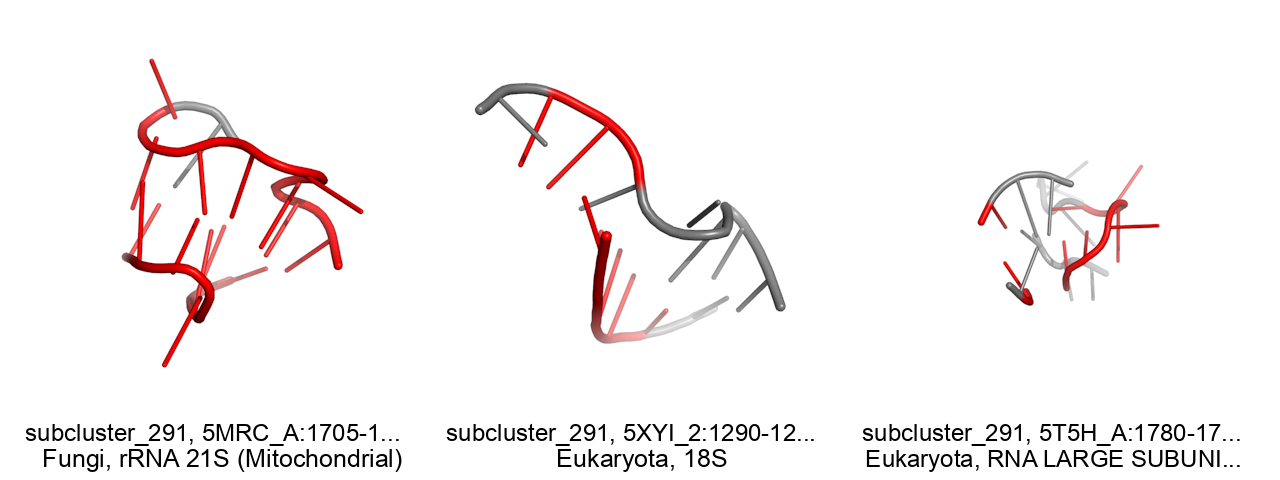 subcluster_291, 5MRC_A:1705-1...
Fungi, rRNA 21S (Mitochondrial)
subcluster_291, 5XYI_2:1290-12...
Eukaryota, 18S
subcluster_291, 5T5H_A:1780-17...
Eukaryota, RNA LARGE SUBUNI...